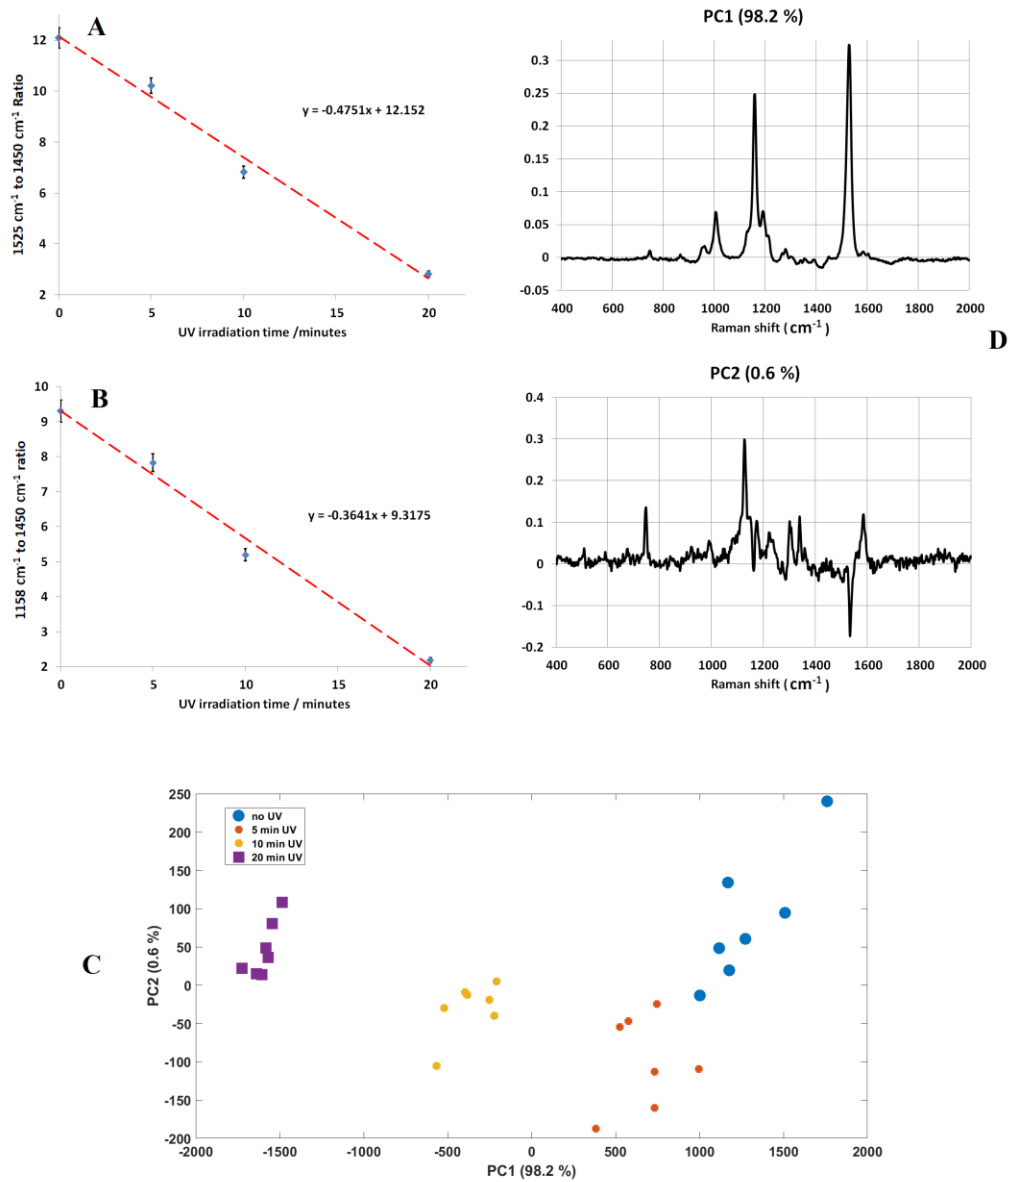 A
1525 cm⁻¹ to 1450 cm⁻¹ Ratio
12
10
8
6
4
2
y = -0.4751x + 12.152
0 5 10 15 20
UV irradiation time /minutes
PC1 (98.2 %)
0.3
0.25
0.2
0.15
0.1
0.05
0
-0.05
400 600 800 1000 1200 1400 1600 1800 2000
Raman shift (cm⁻¹)
D
B
1158 cm⁻¹ to 1450 cm⁻¹ ratio
10
9
8
7
6
5
4
3
2
y = -0.3641x + 9.3175
0 5 10 15 20
UV irradiation time / minutes
PC2 (0.6 %)
0.4
0.3
0.2
0.1
0
-0.1
-0.2
400 600 800 1000 1200 1400 1600 1800 2000
Raman shift (cm⁻¹)
C
PC2 (0.6 %)
250
200
150
100
50
0
-50
-100
-150
-200
no UV
5 min UV
10 min UV
20 min UV
-2000 -1500 -1000 -500 0 500 1000 1500 2000
PC1 (98.2 %)